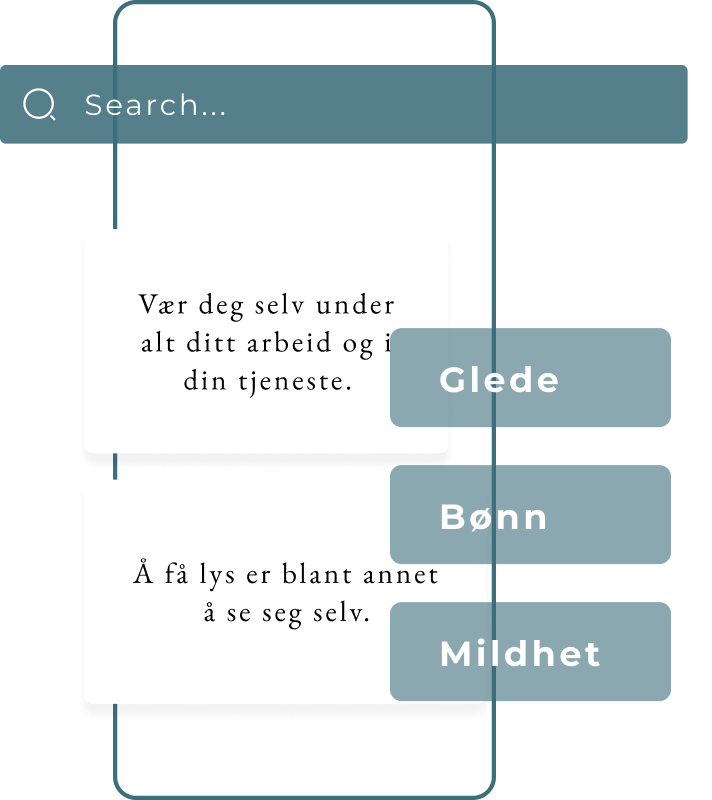 Search...
Vær deg selv under
alt ditt arbeid og i
din tjeneste.
Glede
Bønn
Å få lys er blant annet
å se seg selv.
Mildhet